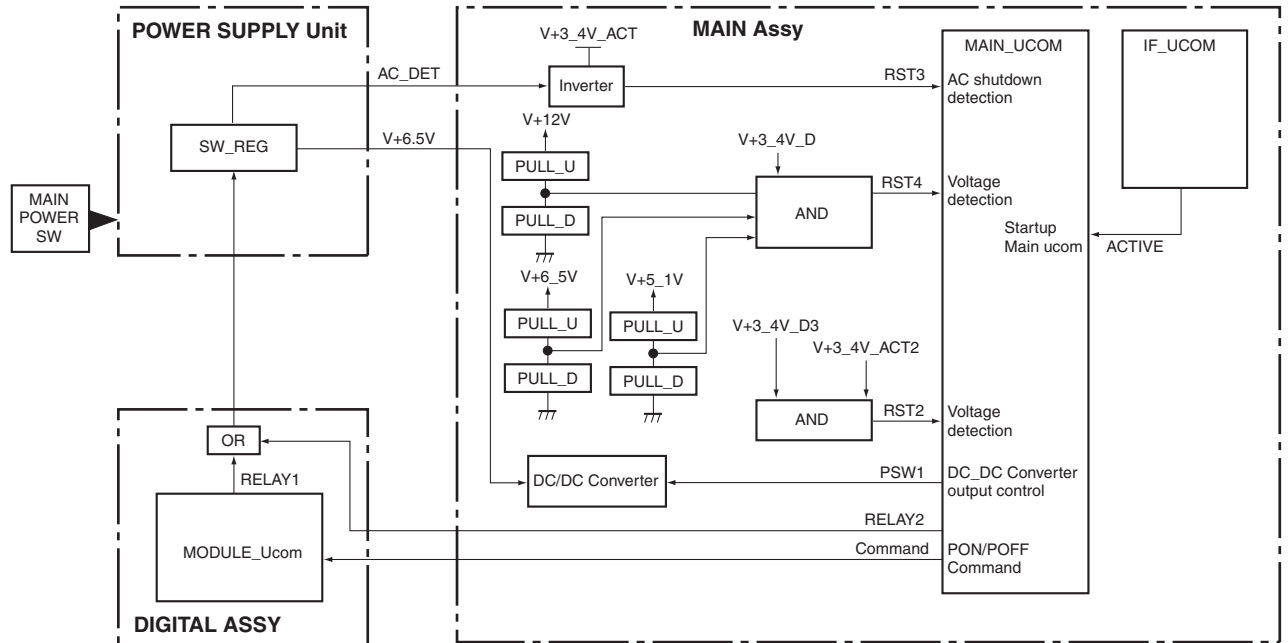 POWER SUPPLY Unit
MAIN Assy
V+3_4V_ACT
MAIN_UCOM
IF_UCOM
AC_DET
Inverter
RST3
AC shutdown
detection
V+12V
SW_REG
V+6.5V
PULL_U
V+3_4V_D
MAIN
POWER
SW
PULL_D
AND
RST4
Voltage
detection
Startup
Main ucom
ACTIVE
V+6_5V
V+5_1V
PULL_U
PULL_U
V+3_4V_D3
V+3_4V_ACT2
PULL_D
PULL_D
AND
RST2
Voltage
detection
OR
RELAY1
DC/DC Converter
PSW1
DC_DC Converter
output control
RELAY2
MODULE_Ucom
Command
PON/POFF
Command
DIGITAL ASSY